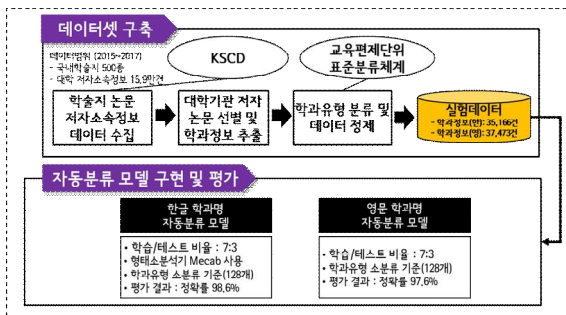 데이터셋 구축
데이터범위 (2015~2017)
- 국내학술지 500종
- 대학 저자소속정보 15.9만건
KSCD
교육편제단위
표준분류체계
학술지 논문
저자소속정보
데이터 수집
대학기관 저자
논문 선별 및
학과정보 추출
학과유형 분류 및
데이터 정제
실험데이터
- 학과정보(한): 35,166건
- 학과정보(영): 37,473건
자동분류 모델 구현 및 평가
한글 학과명
자동분류 모델
• 학습/테스트 비율 : 7:3
• 형태소분석기 Mecab 사용
• 학과유형 소분류 기준(128개)
• 평가 결과 : 정확률 98.6%
영문 학과명
자동분류 모델
• 학습/테스트 비율 : 7:3
• 학과유형 소분류 기준(128개)
• 평가 결과 : 정확률 97.6%